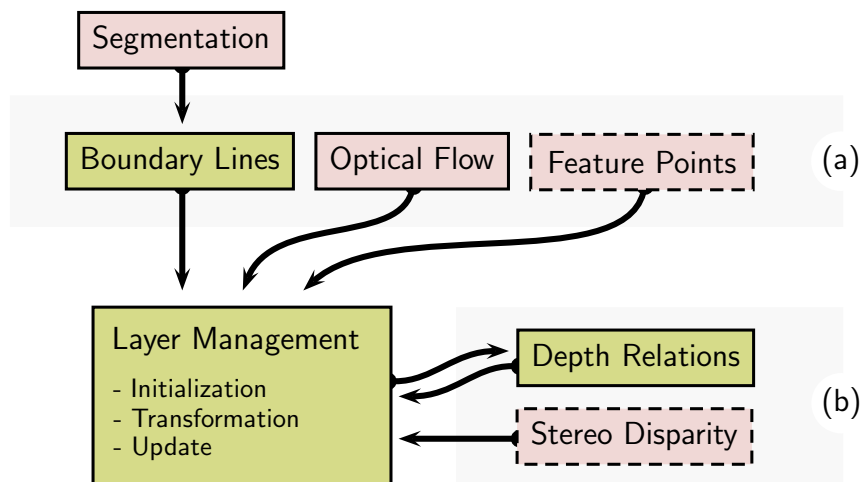 Segmentation
Boundary Lines
Optical Flow
Feature Points
(a)
Layer Management
- Initialization
- Transformation
- Update
Depth Relations
Stereo Disparity
(b)